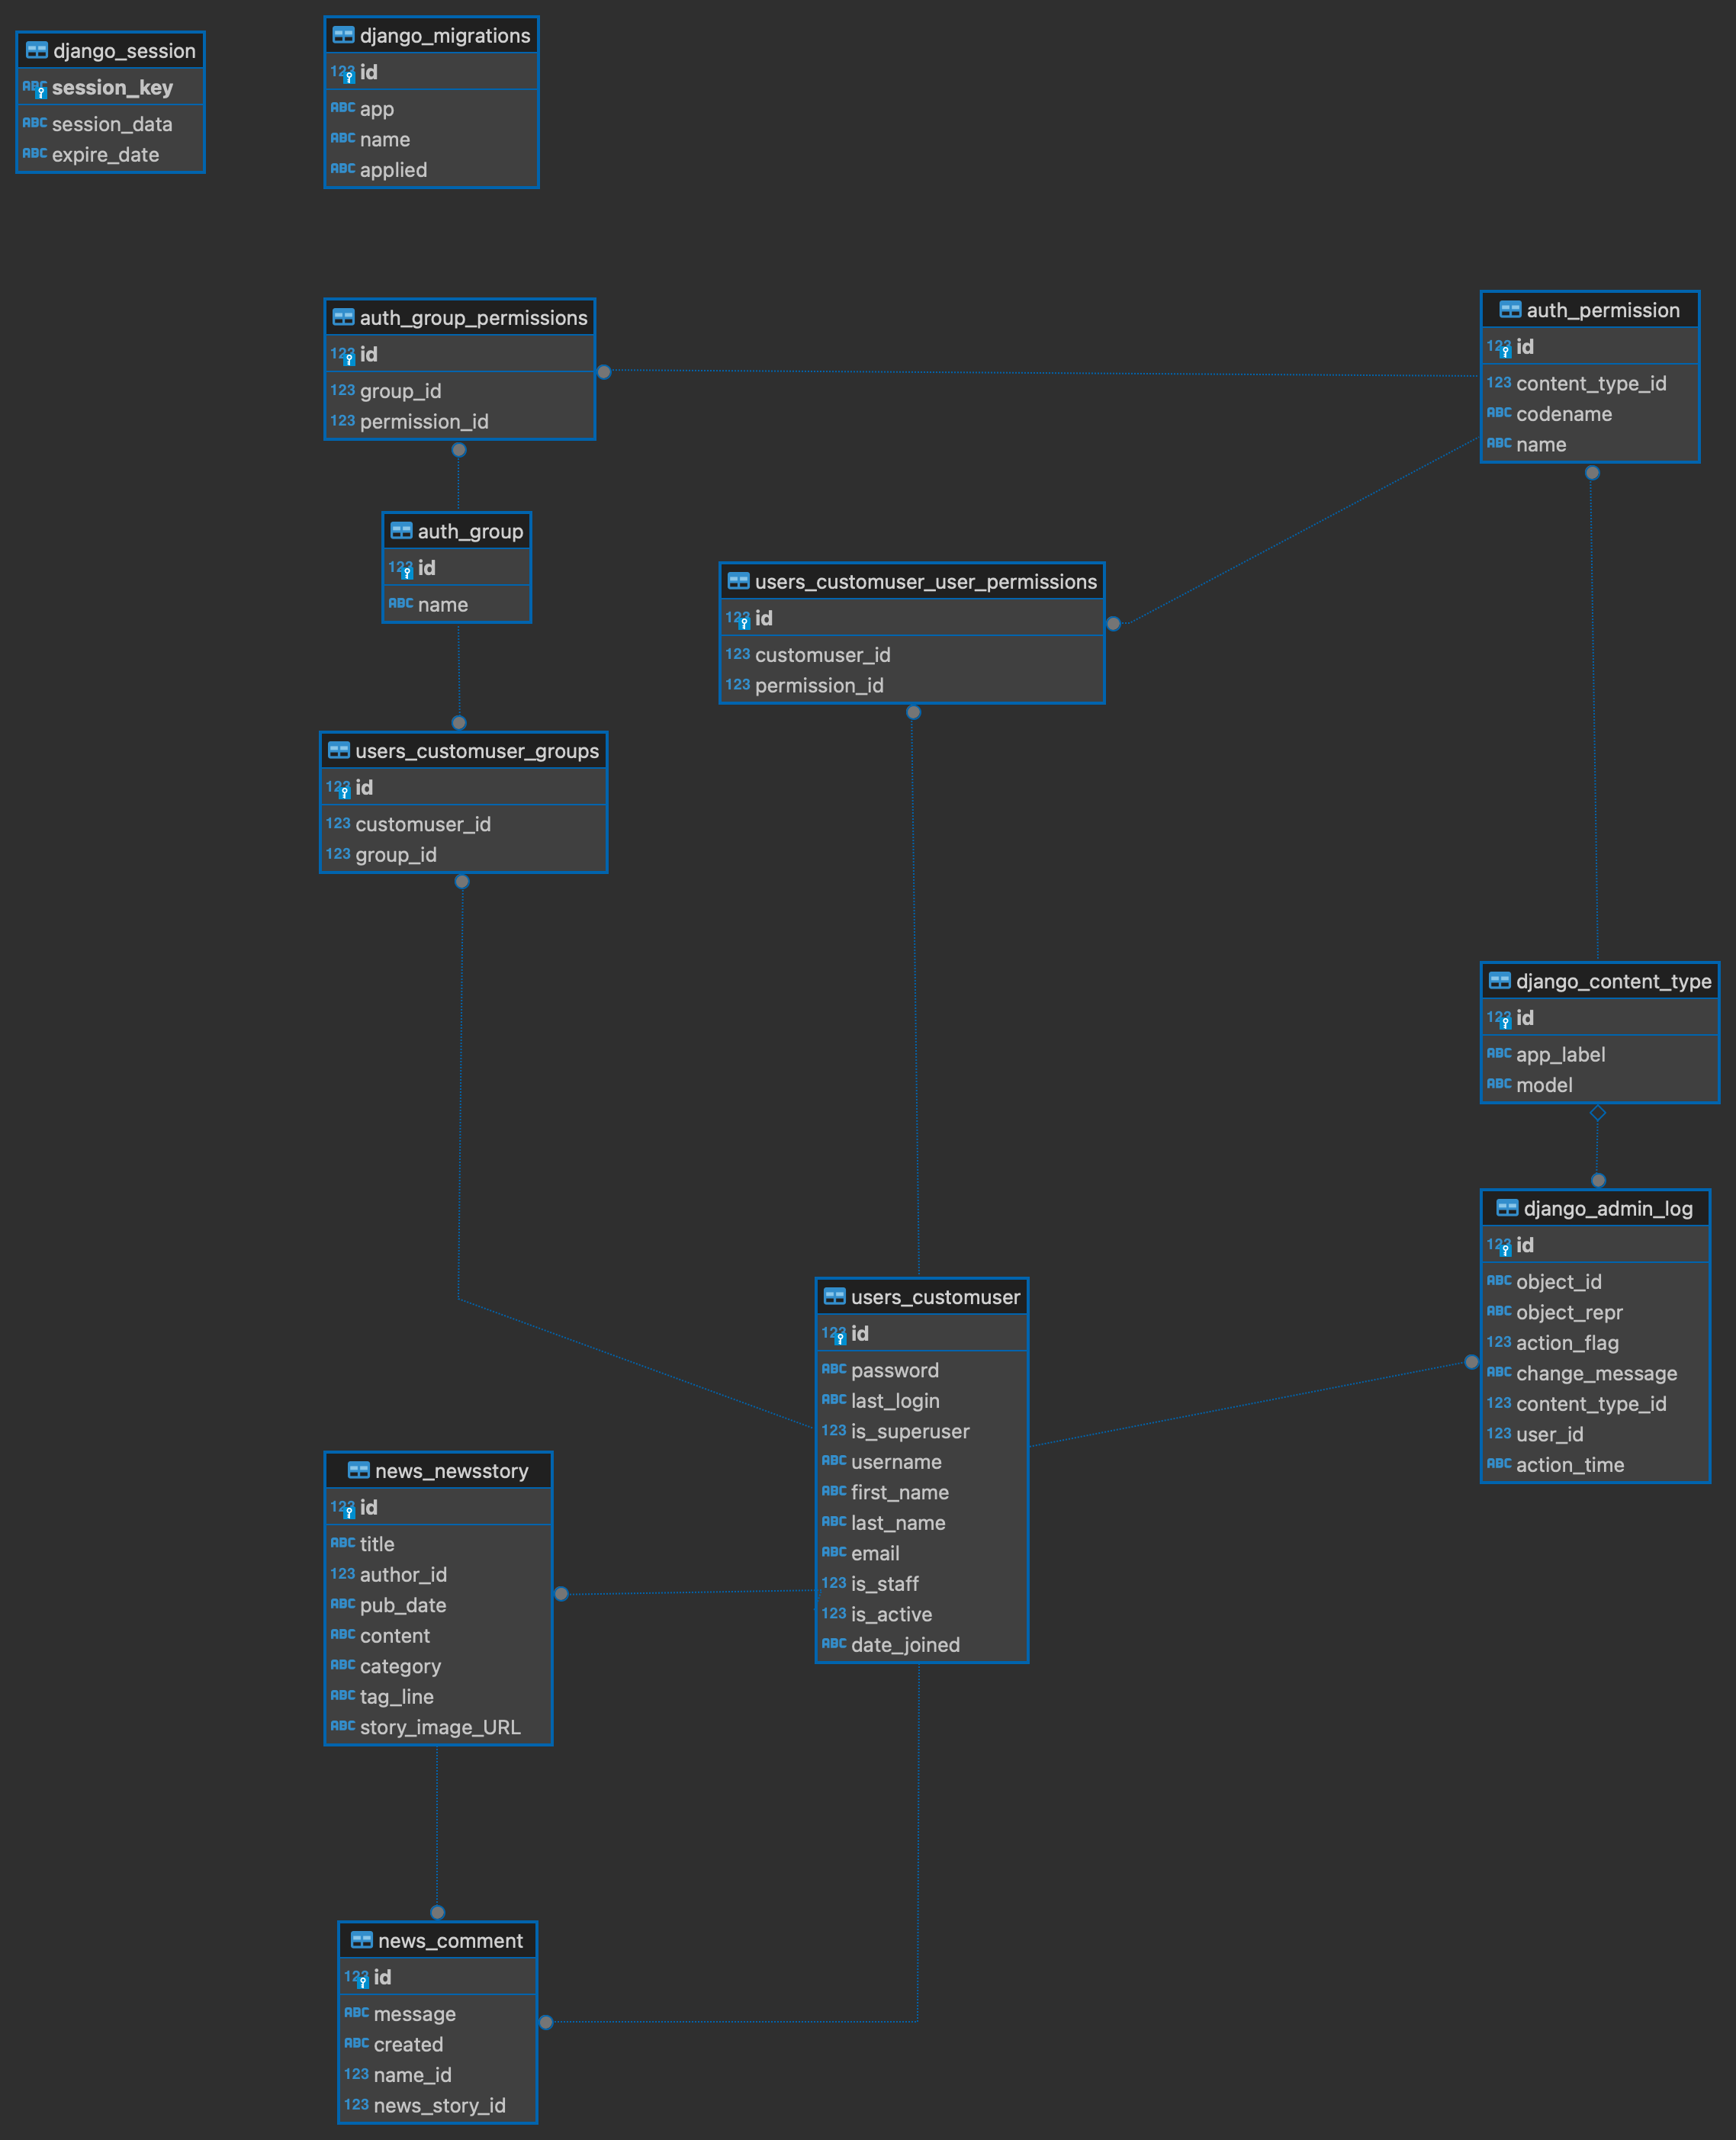 django_session
ABC session_key
ABC session_data
ABC expire_date
django_migrations
123 id
ABC app
ABC name
ABC applied
auth_group_permissions
123 id
123 group_id
123 permission_id
auth_permission
123 id
123 content_type_id
ABC codename
ABC name
auth_group
123 id
ABC name
users_customuser_user_permissions
123 id
123 customuser_id
123 permission_id
users_customuser_groups
123 id
123 customuser_id
123 group_id
django_content_type
123 id
ABC app_label
ABC model
django_admin_log
123 id
ABC object_id
ABC object_repr
123 action_flag
ABC change_message
123 content_type_id
123 user_id
ABC action_time
users_customuser
123 id
ABC password
ABC last_login
123 is_superuser
ABC username
ABC first_name
ABC last_name
ABC email
123 is_staff
123 is_active
ABC date_joined
news_newsstory
123 id
ABC title
123 author_id
ABC pub_date
ABC content
ABC category
ABC tag_line
ABC story_image_URL
news_comment
123 id
ABC message
ABC created
123 name_id
123 news_story_id